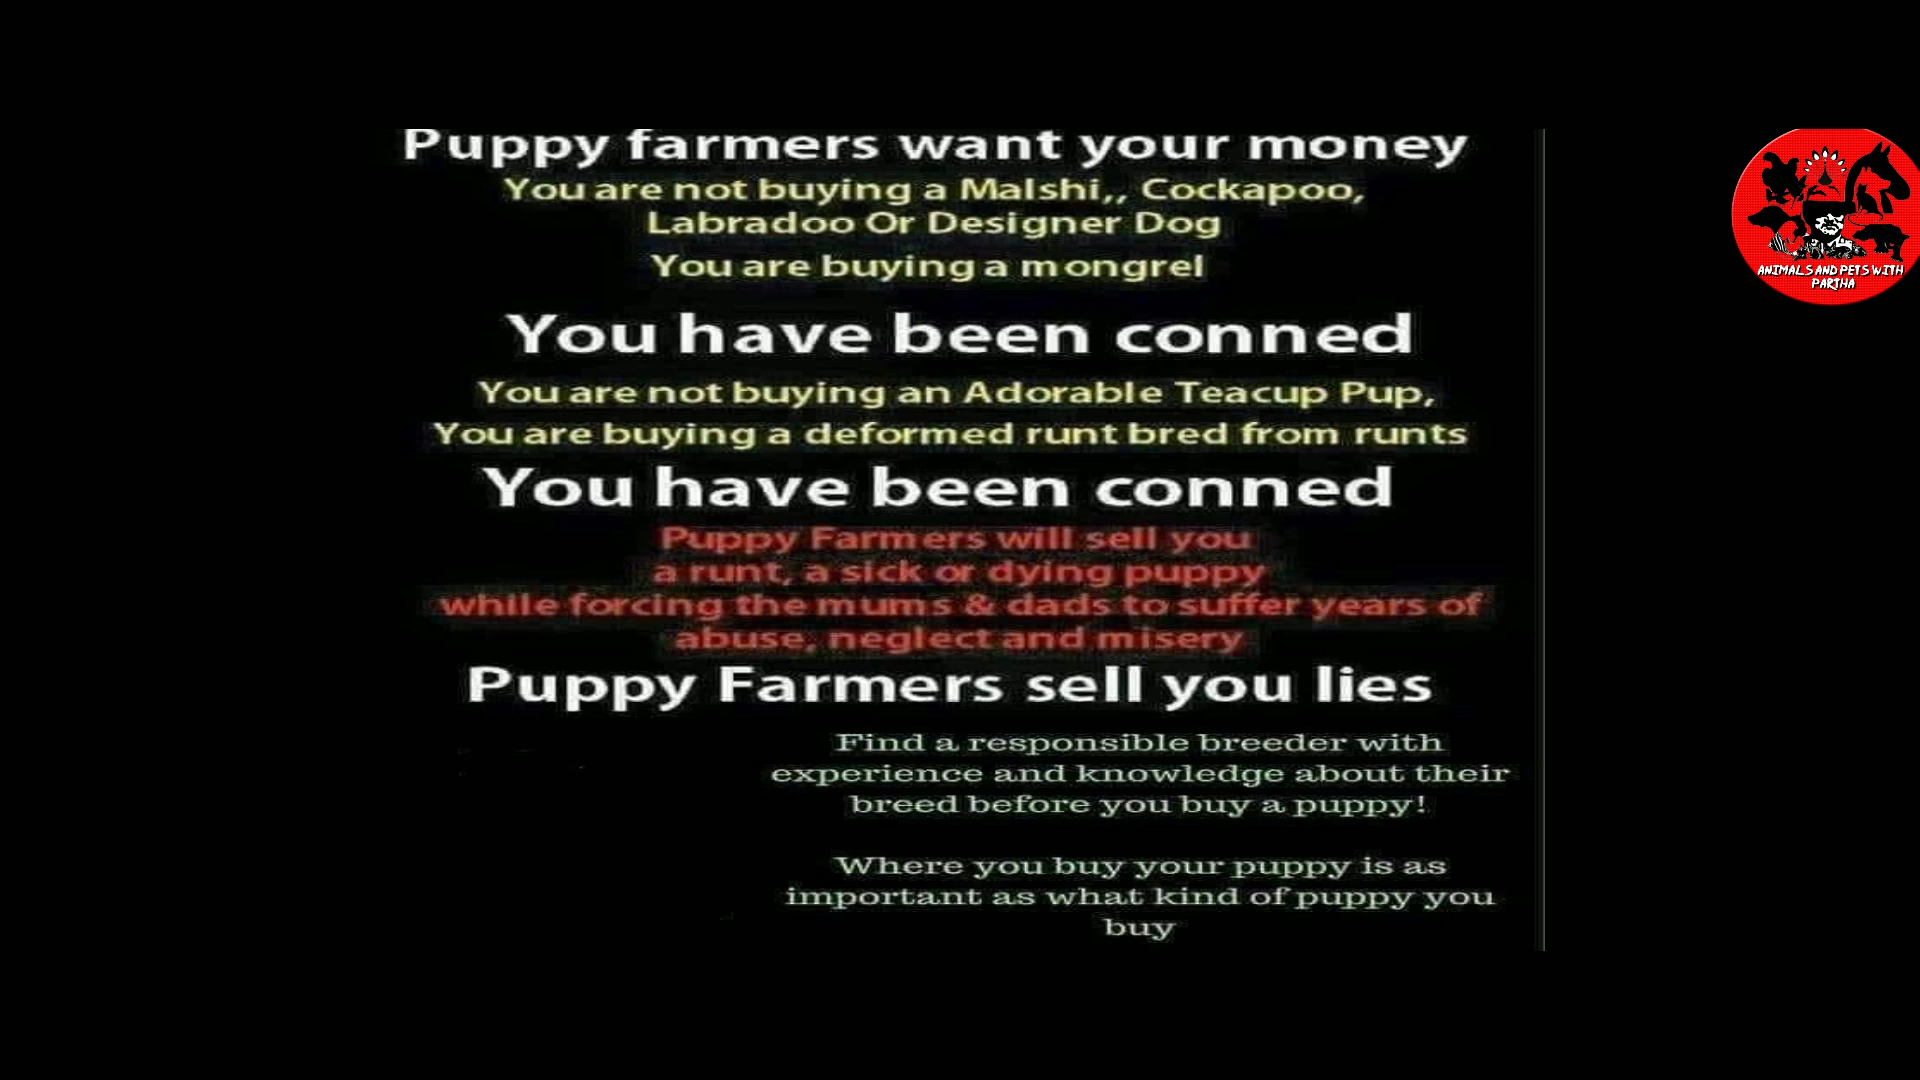 Puppy farmers want your money
You are not buying a Malshi,, Cockapoo,
Labradoo Or Designer Dog
You are buying a mongrel
You have been conned
You are not buying an Adorable Teacup Pup,
You are buying a deformed runt bred from runts
You have been conned
Puppy Farmers will sell you
a runt, a sick or dying puppy
while forcing the mums & dads to suffer years of
abuse, neglect and misery
Puppy Farmers sell you lies
Find a responsible breeder with
experience and knowledge about their
breed before you buy a puppy!
Where you buy your puppy is as
important as what kind of puppy you
buy
ANIMALS AND PETS WITH
PARTHA